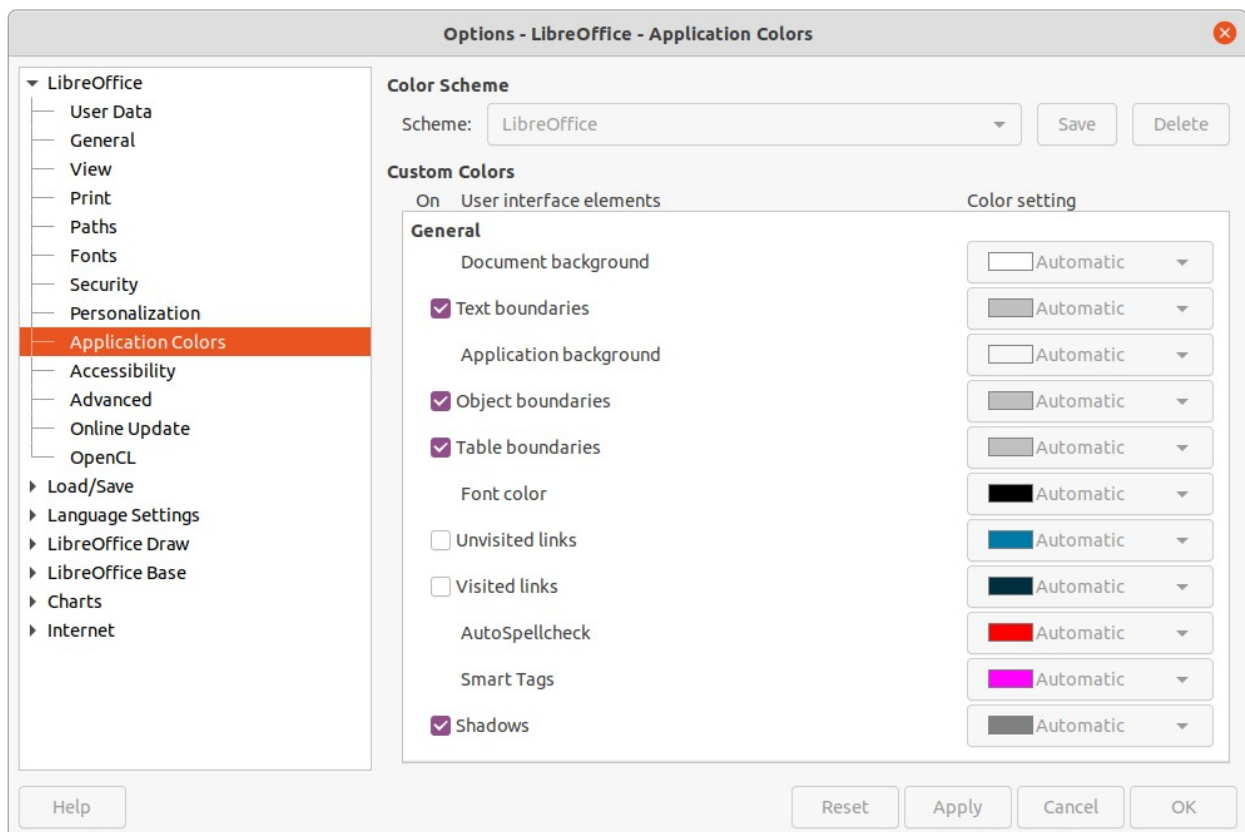 Options - LibreOffice - Application Colors
LibreOffice
User Data
General
View
Print
Paths
Fonts
Security
Personalization
Application Colors
Accessibility
Advanced
Online Update
OpenCL
Load/Save
Language Settings
LibreOffice Draw
LibreOffice Base
Charts
Internet
Color Scheme
Scheme: LibreOffice Save Delete
Custom Colors
On User interface elements Color setting
General
Document background Automatic
Text boundaries Automatic
Application background Automatic
Object boundaries Automatic
Table boundaries Automatic
Font color Automatic
Unvisited links Automatic
Visited links Automatic
AutoSpellcheck Automatic
Smart Tags Automatic
Shadows Automatic
Help Reset Apply Cancel OK